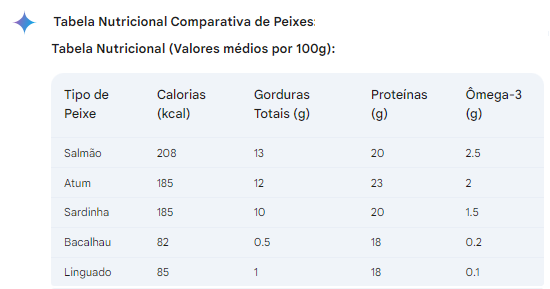 Tabela Nutricional Comparativa de Peixes:
Tabela Nutricional (Valores médios por 100g):
Tipo de Peixe Calorias (kcal) Gorduras Totais (g) Proteínas (g) Ômega-3 (g)
Salmão 208 13 20 2.5
Atum 185 12 23 2
Sardinha 185 10 20 1.5
Bacalhau 82 0.5 18 0.2
Linguado 85 1 18 0.1